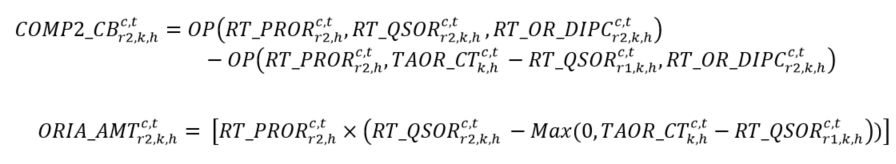 COMP2_CB^{c,t}_{r2,k,h} = OP(RT_PROR^{c,t}_{r2,h}, RT_QSOR^{c,t}_{r2,k,h}, RT_OR_DIPC^{c,t}_{r2,k,h})
− OP(RT_PROR^{c,t}_{r2,h}, TAOR_CT^{c,t}_{k,h} − RT_QSOR^{c,t}_{r1,k,h}, RT_OR_DIPC^{c,t}_{r2,k,h})
ORIA_AMT^{c,t}_{r2,k,h} = [RT_PROR^{c,t}_{r2,h} × (RT_QSOR^{c,t}_{r2,k,h} − Max(0, TAOR_CT^{c,t}_{k,h} − RT_QSOR^{c,t}_{r1,k,h}))]